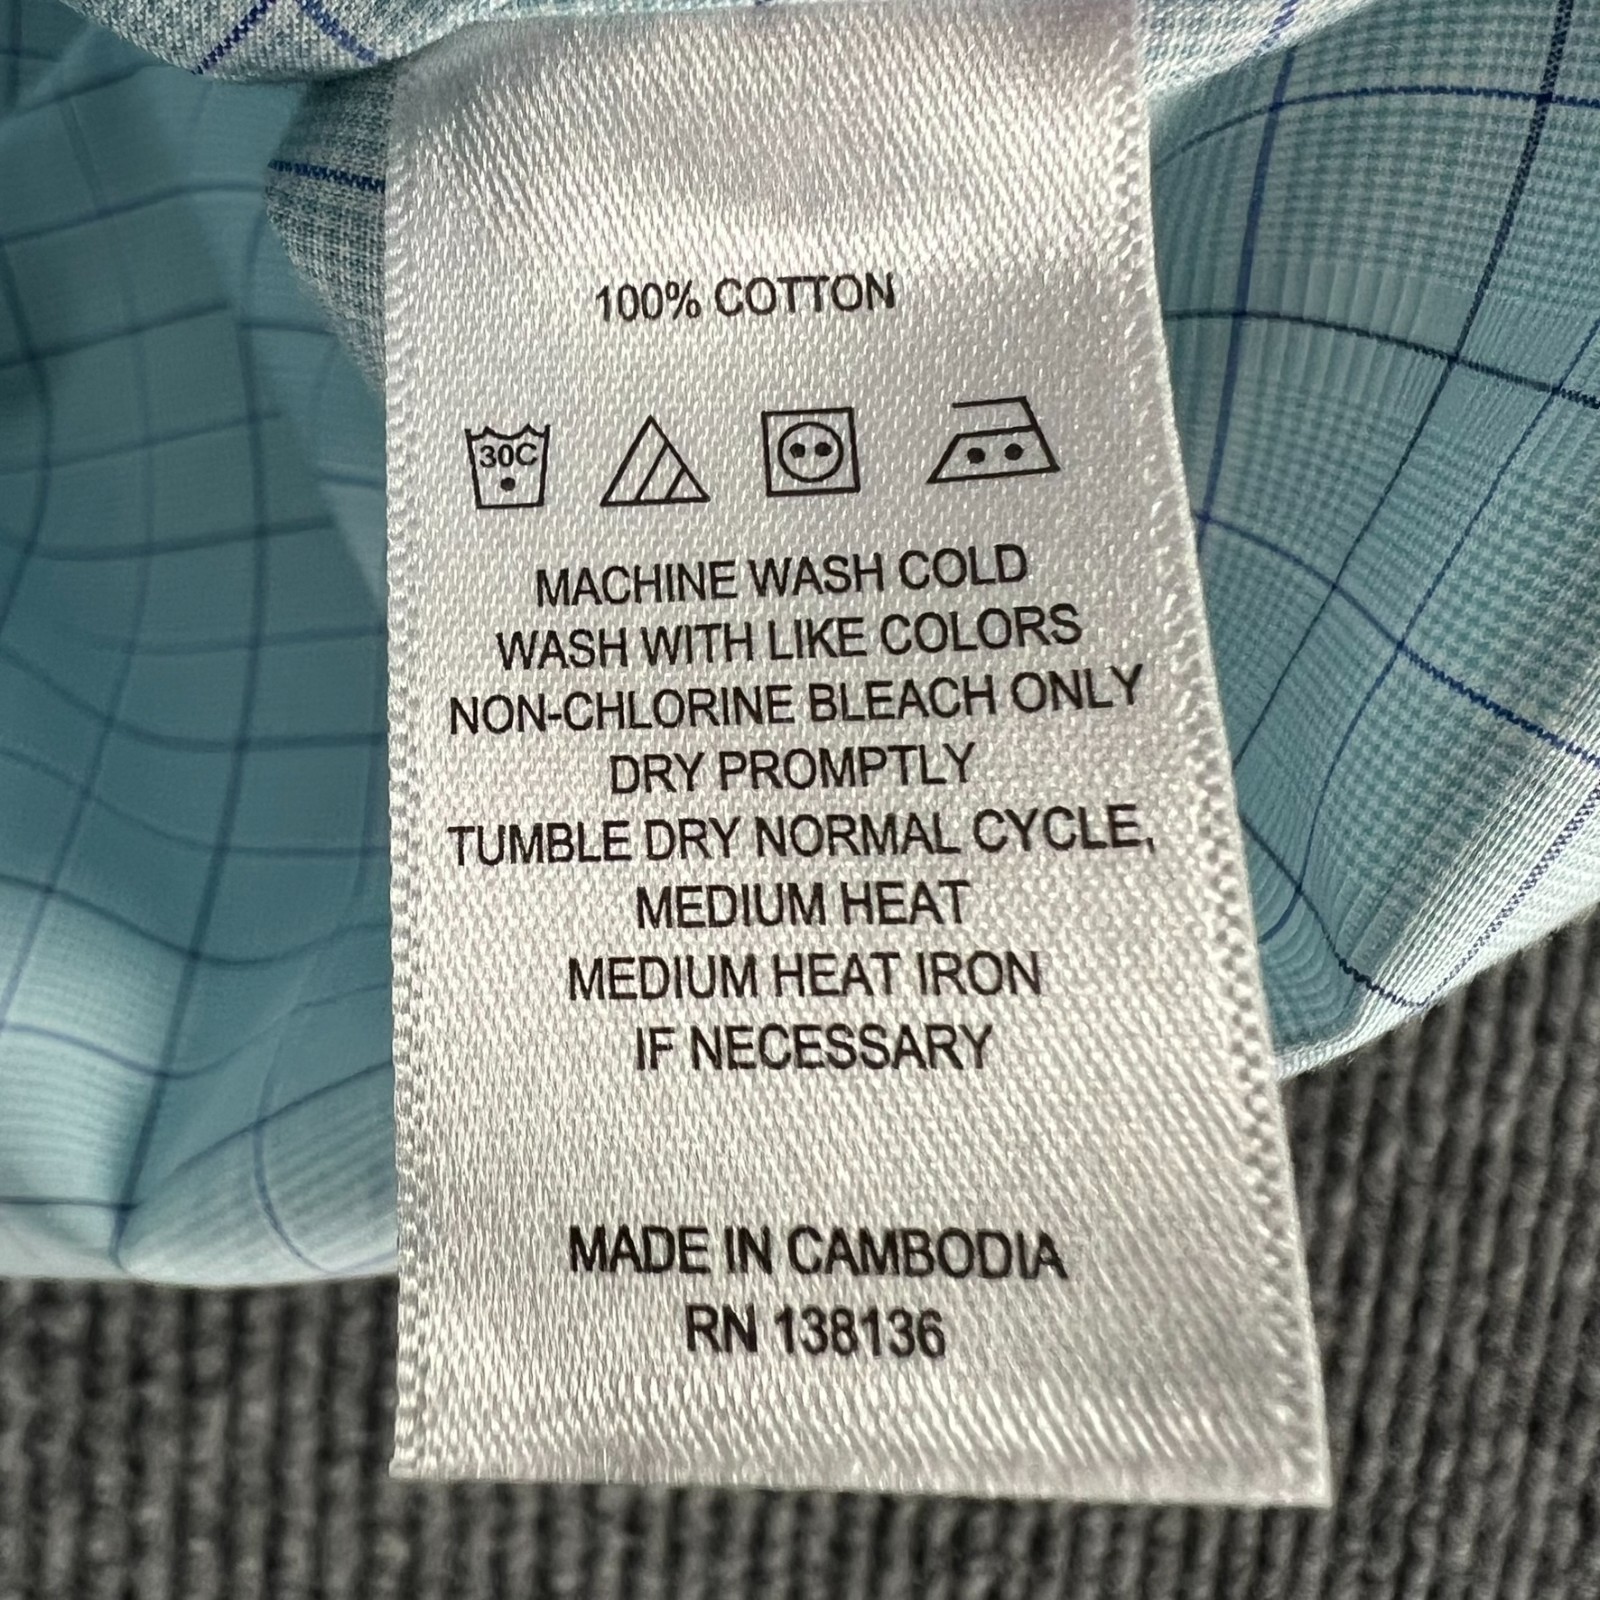 100% COTTON
30C
MACHINE WASH COLD
WASH WITH LIKE COLORS
NON-CHLORINE BLEACH ONLY
DRY PROMPTLY
TUMBLE DRY NORMAL CYCLE,
MEDIUM HEAT
MEDIUM HEAT IRON
IF NECESSARY
MADE IN CAMBODIA
RN 138136